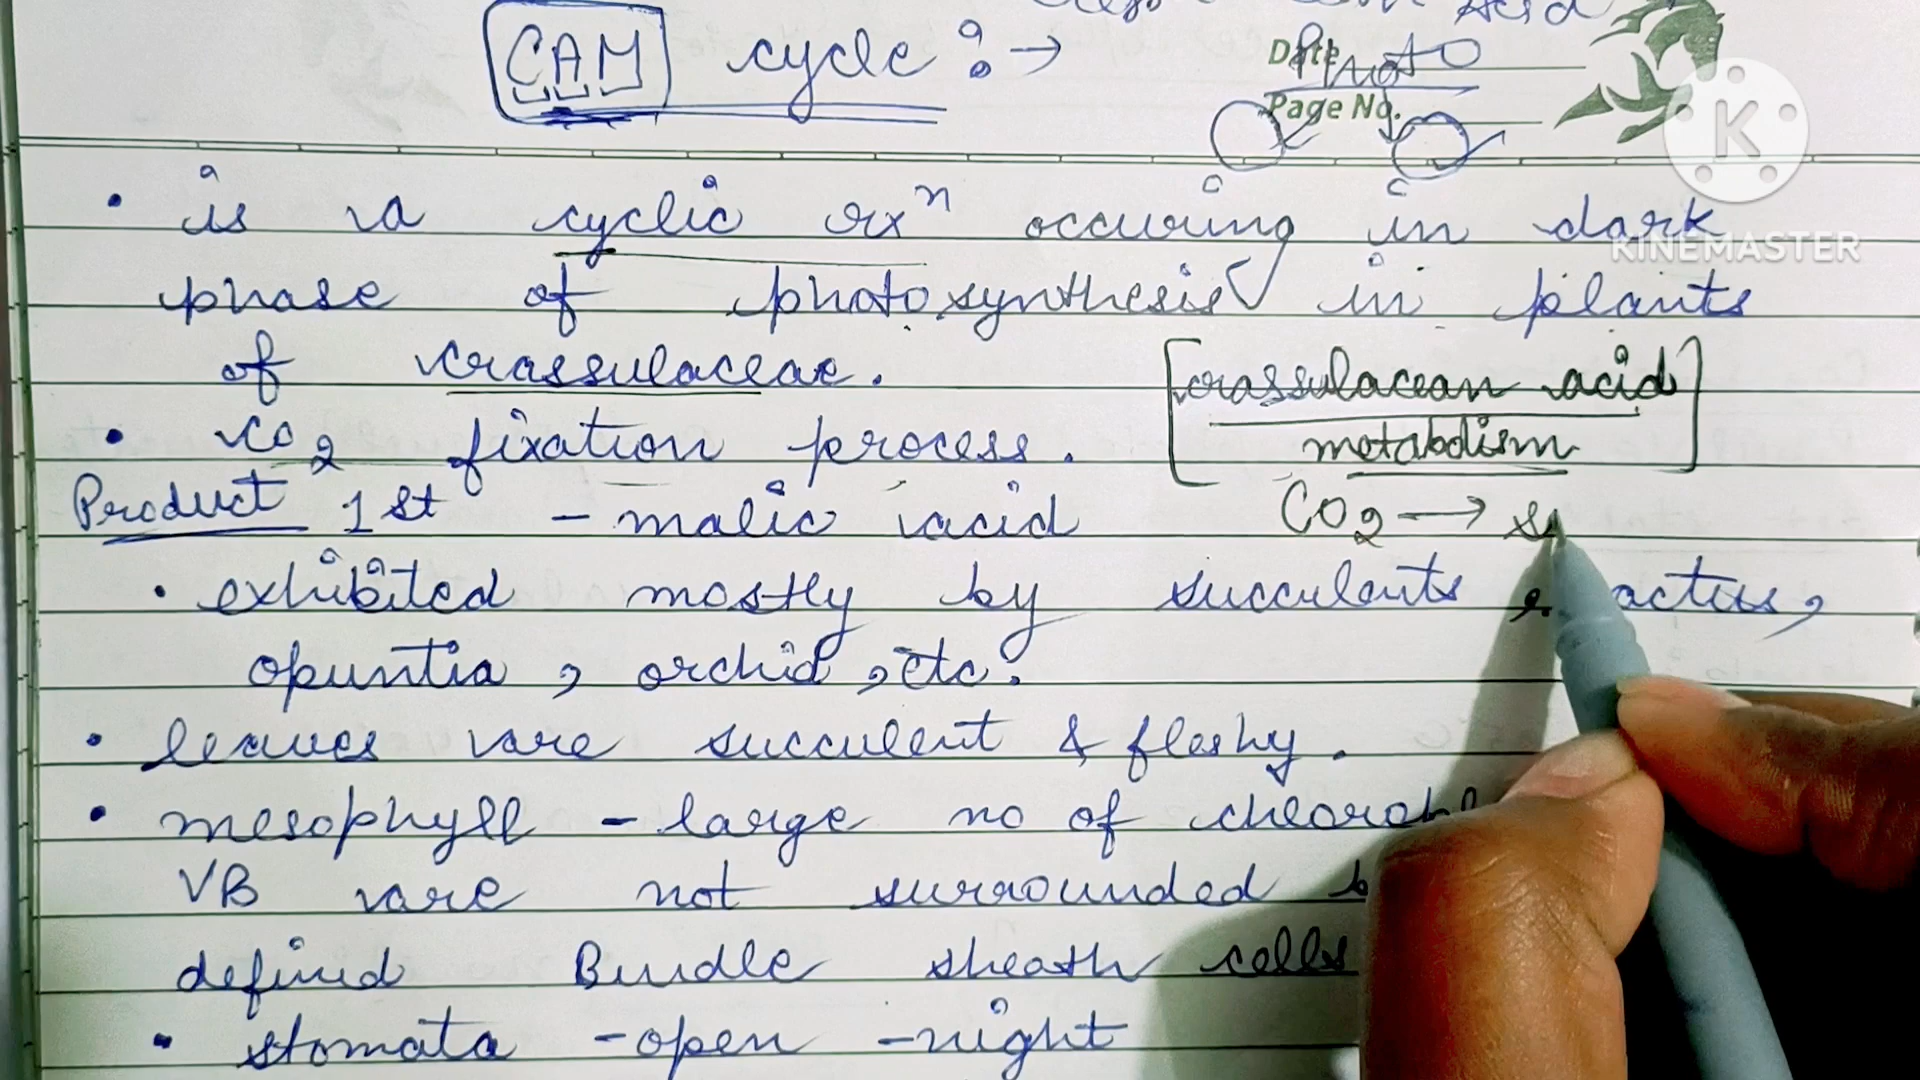 Acid
CAM cycle :→
Date
Photo
Page No.
K
KINEMASTER
• is a cyclic rxⁿ occuring in dark
phase of photosynthesis in plants
of crassulaceae.
[crassulacean acid
metabolism]
• CO2 fixation process.
Product 1st - malic acid
CO2 →
• exhibited mostly by succulents
opuntia, orchid, etc.
• leaves are succulent & fleshy.
• mesophyll - large no of
VB are not surrounded
defined Bundle sheath cells
• stomata - open - night